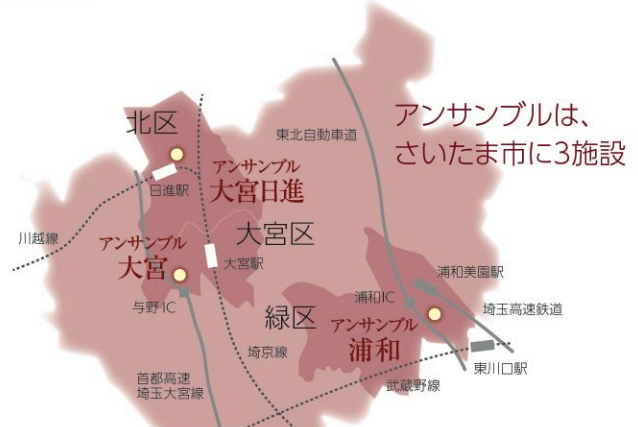 アンサンブルは、
さいたま市に3施設
北区
東北自動車道
日進駅
アンサンブル
大宮日進
川越線
アンサンブル
大宮
大宮区
大宮駅
与野IC
浦和美園駅
浦和IC
埼玉高速鉄道
緑区
アンサンブル
浦和
埼京線
東川口駅
首都高速
埼玉大宮線
武蔵野線